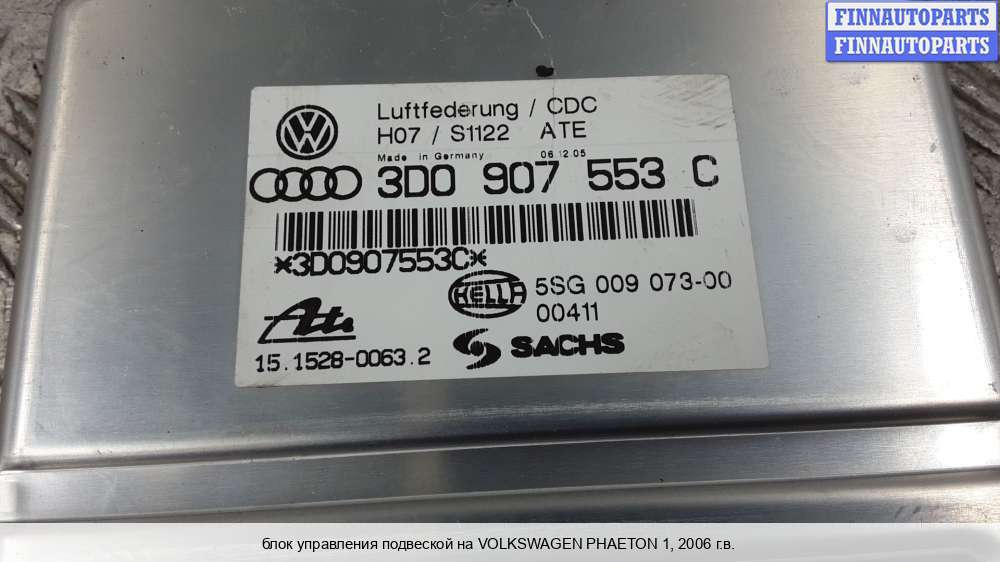 FINNAUTOPARTS
FINNAUTOPARTS
Luftfederung / CDC
H07 / S1122 ATE
Made in Germany 06.12.05
3D0 907 553 C
*3D0907553C*
HELLA 5SG 009 073-00
00411
Ate SACHS
15.1528-0063.2
блок управления подвеской на VOLKSWAGEN PHAETON 1, 2006 г.в.